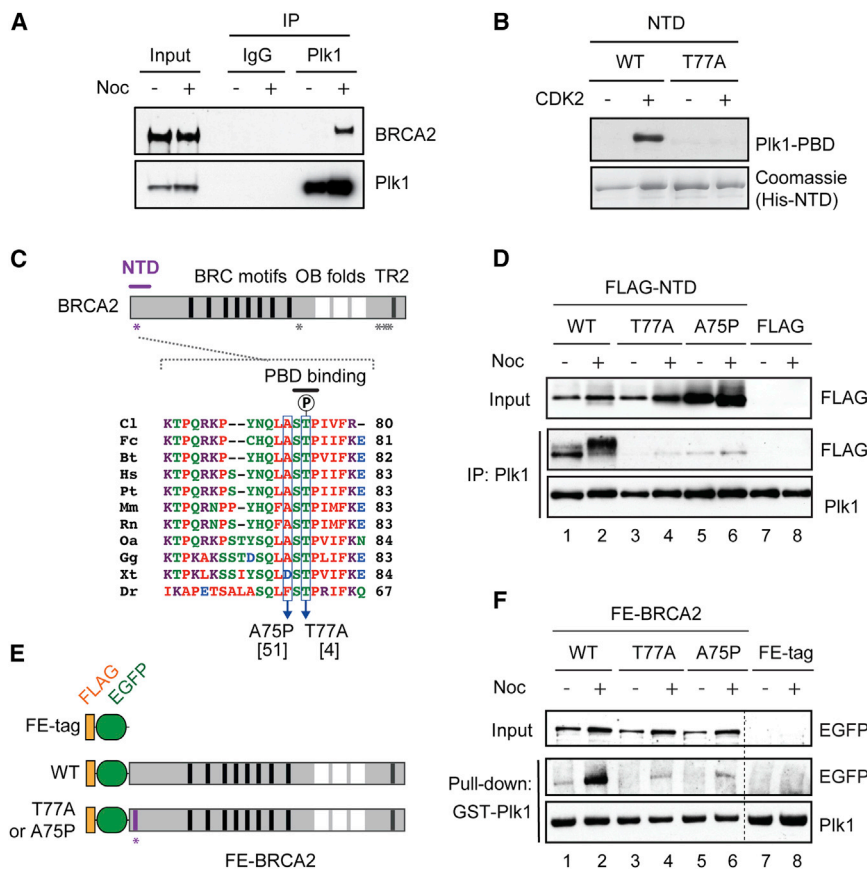 A
IP
Input IgG Plk1
Noc - + - + - +
BRCA2
Plk1
B
NTD
WT T77A
CDK2 - + - +
Plk1-PBD
Coomassie
(His-NTD)
C
NTD
BRC motifs OB folds TR2
BRCA2
* * ***
PBD binding
P
Cl KTPQRKP--YNQLASTPIVFR- 80
Fc KTPQRKP--CHQLASTPIIFKE 81
Bt KTPQRKP--YHQLASTPIVFKE 82
Hs KTPQRKPS-YNQLASTPIIFKE 83
Pt KTPQRKPS-YNQLASTPIIFKE 83
Mm KTPQRNPP-YHQFASTPIMFKE 83
Rn KTPQRNPS-YHQFASTPIMFKE 83
Oa KTPQRKPSTYSQLASTPIVFKN 84
Gg KTPKAKSSTDSQLASTPLIFKE 83
Xt KTPKLKSSIYSQLDSTPVIFKE 84
Dr IKAPETSALASQLFSTPRIFKQ 67
A75P T77A
[51] [4]
D
FLAG-NTD
WT T77A A75P FLAG
Noc - + - + - + - +
Input FLAG
IP: Plk1
FLAG
Plk1
1 2 3 4 5 6 7 8
E
FLAG
EGFP
FE-tag
WT
T77A
or A75P
*
FE-BRCA2
F
FE-BRCA2
WT T77A A75P FE-tag
Noc - + - + - + - +
Input EGFP
Pull-down: EGFP
GST-Plk1 Plk1
1 2 3 4 5 6 7 8